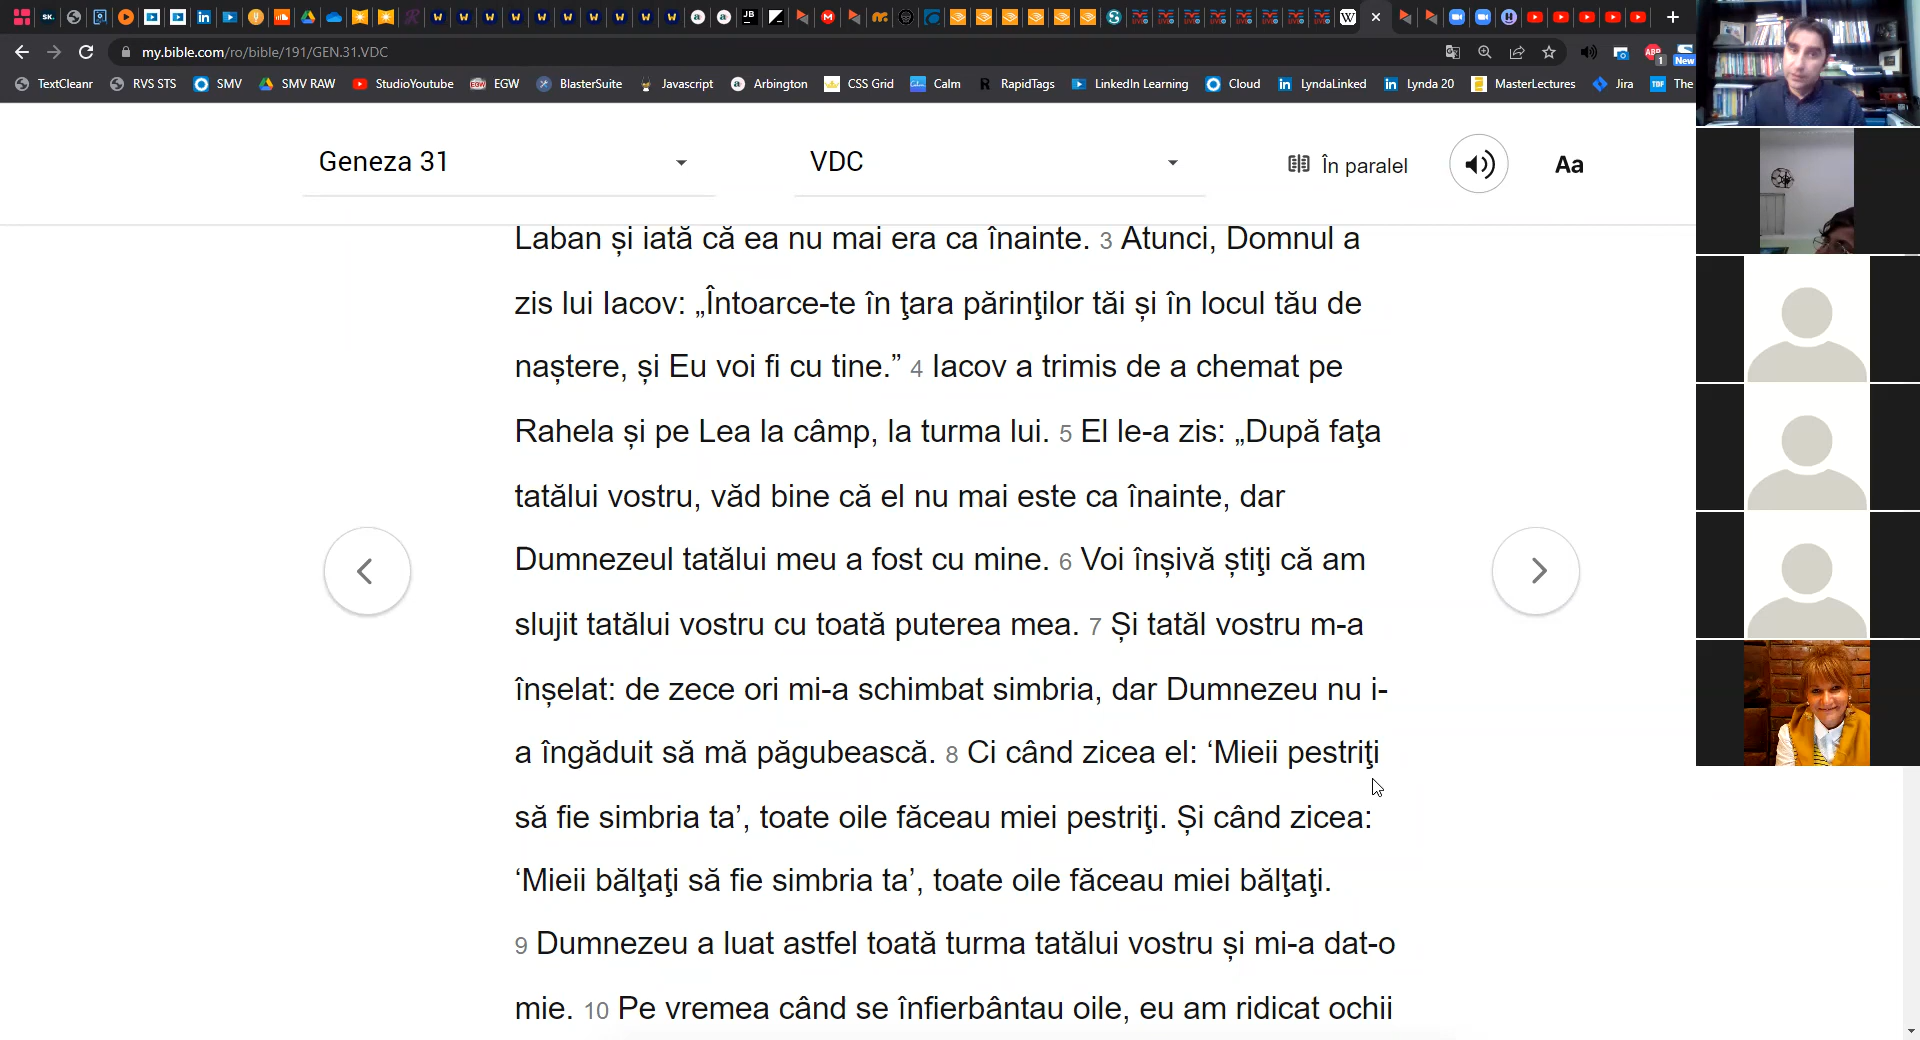 my.bible.com/ro/bible/191/GEN.31.VDC
TextCleanr RVS STS SMV SMV RAW StudioYoutube EGW BlasterSuite Javascript Arbington CSS Grid Calm RapidTags LinkedIn Learning Cloud LyndaLinked Lynda 20 MasterLectures Jira The
New
Geneza 31 VDC În paralel Aa
Laban și iată că ea nu mai era ca înainte. 3 Atunci, Domnul a
zis lui Iacov: „Întoarce-te în ţara părinţilor tăi și în locul tău de
naștere, și Eu voi fi cu tine.” 4 Iacov a trimis de a chemat pe
Rahela și pe Lea la câmp, la turma lui. 5 El le-a zis: „După faţa
tatălui vostru, văd bine că el nu mai este ca înainte, dar
Dumnezeul tatălui meu a fost cu mine. 6 Voi înșivă știţi că am
slujit tatălui vostru cu toată puterea mea. 7 Și tatăl vostru m-a
înșelat: de zece ori mi-a schimbat simbria, dar Dumnezeu nu i-
a îngăduit să mă păgubească. 8 Ci când zicea el: ‘Mieii pestriţi
să fie simbria ta’, toate oile făceau miei pestriţi. Și când zicea:
‘Mieii bălţaţi să fie simbria ta’, toate oile făceau miei bălţaţi.
9 Dumnezeu a luat astfel toată turma tatălui vostru și mi-a dat-o
mie. 10 Pe vremea când se înfierbântau oile, eu am ridicat ochii